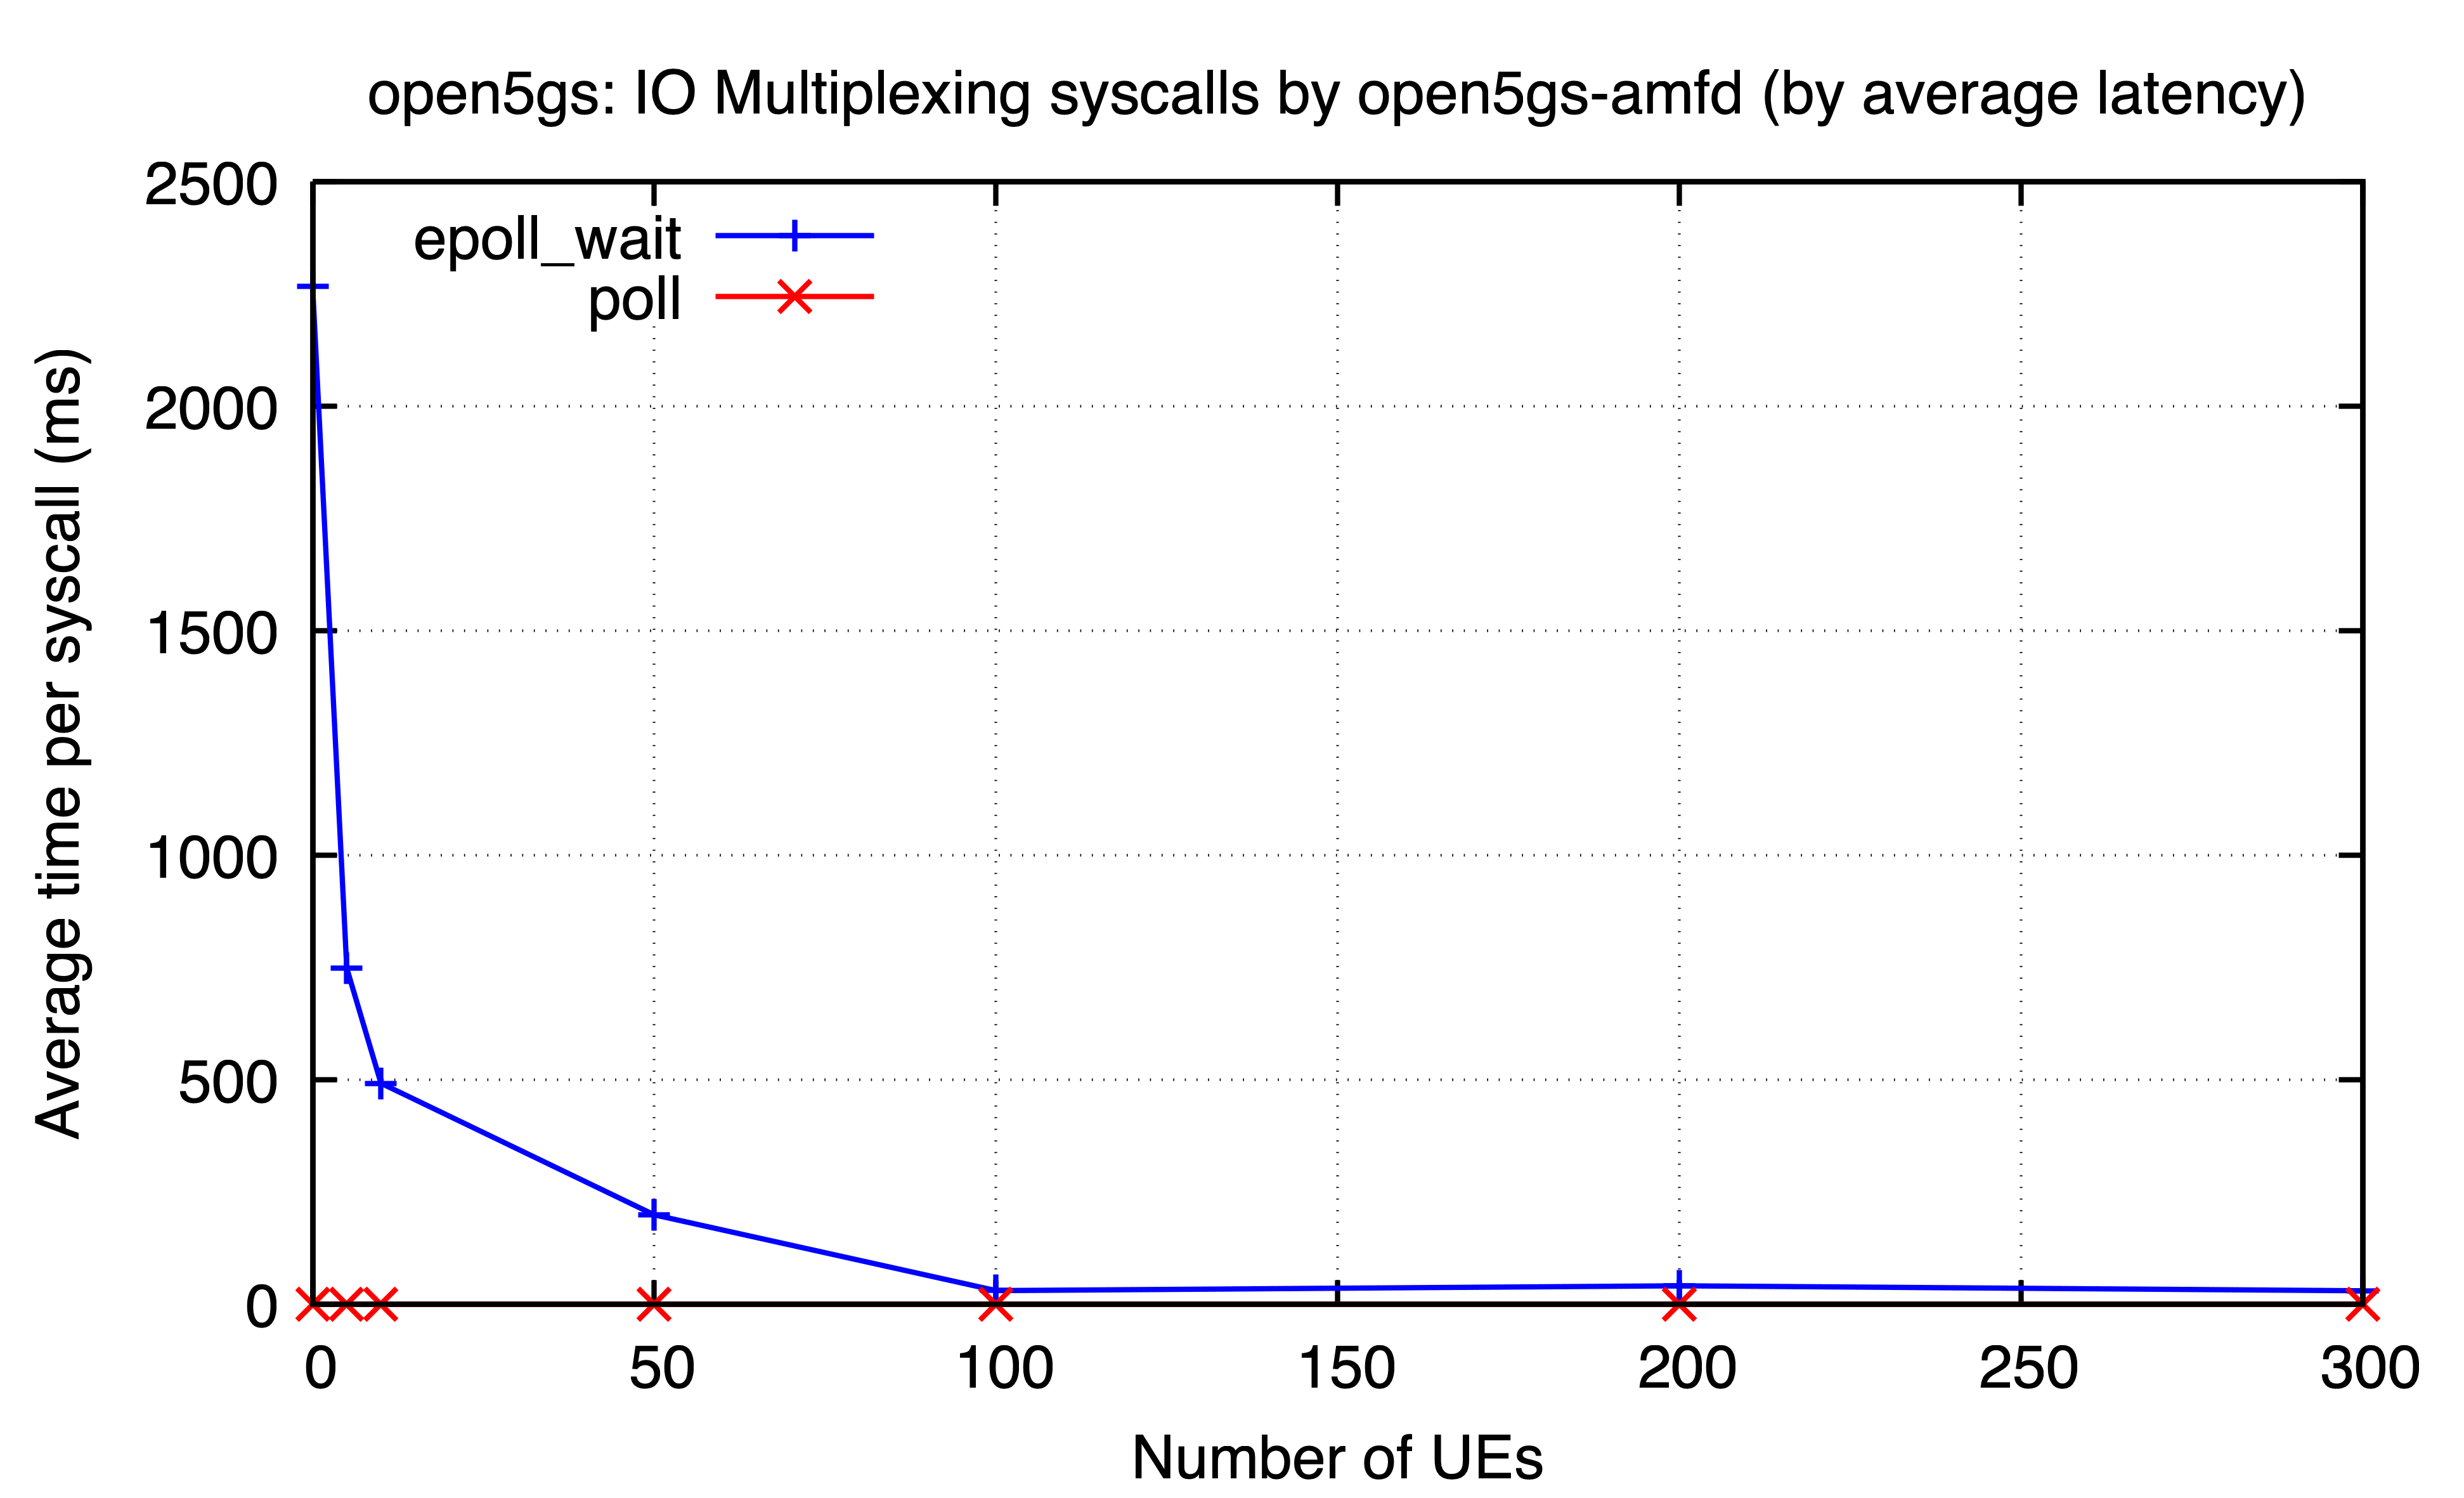 open5gs: IO Multiplexing syscalls by open5gs-amfd (by average latency)
2500
epoll_wait
poll
2000
1500
1000
500
0
Average time per syscall (ms)
0 50 100 150 200 250 300
Number of UEs